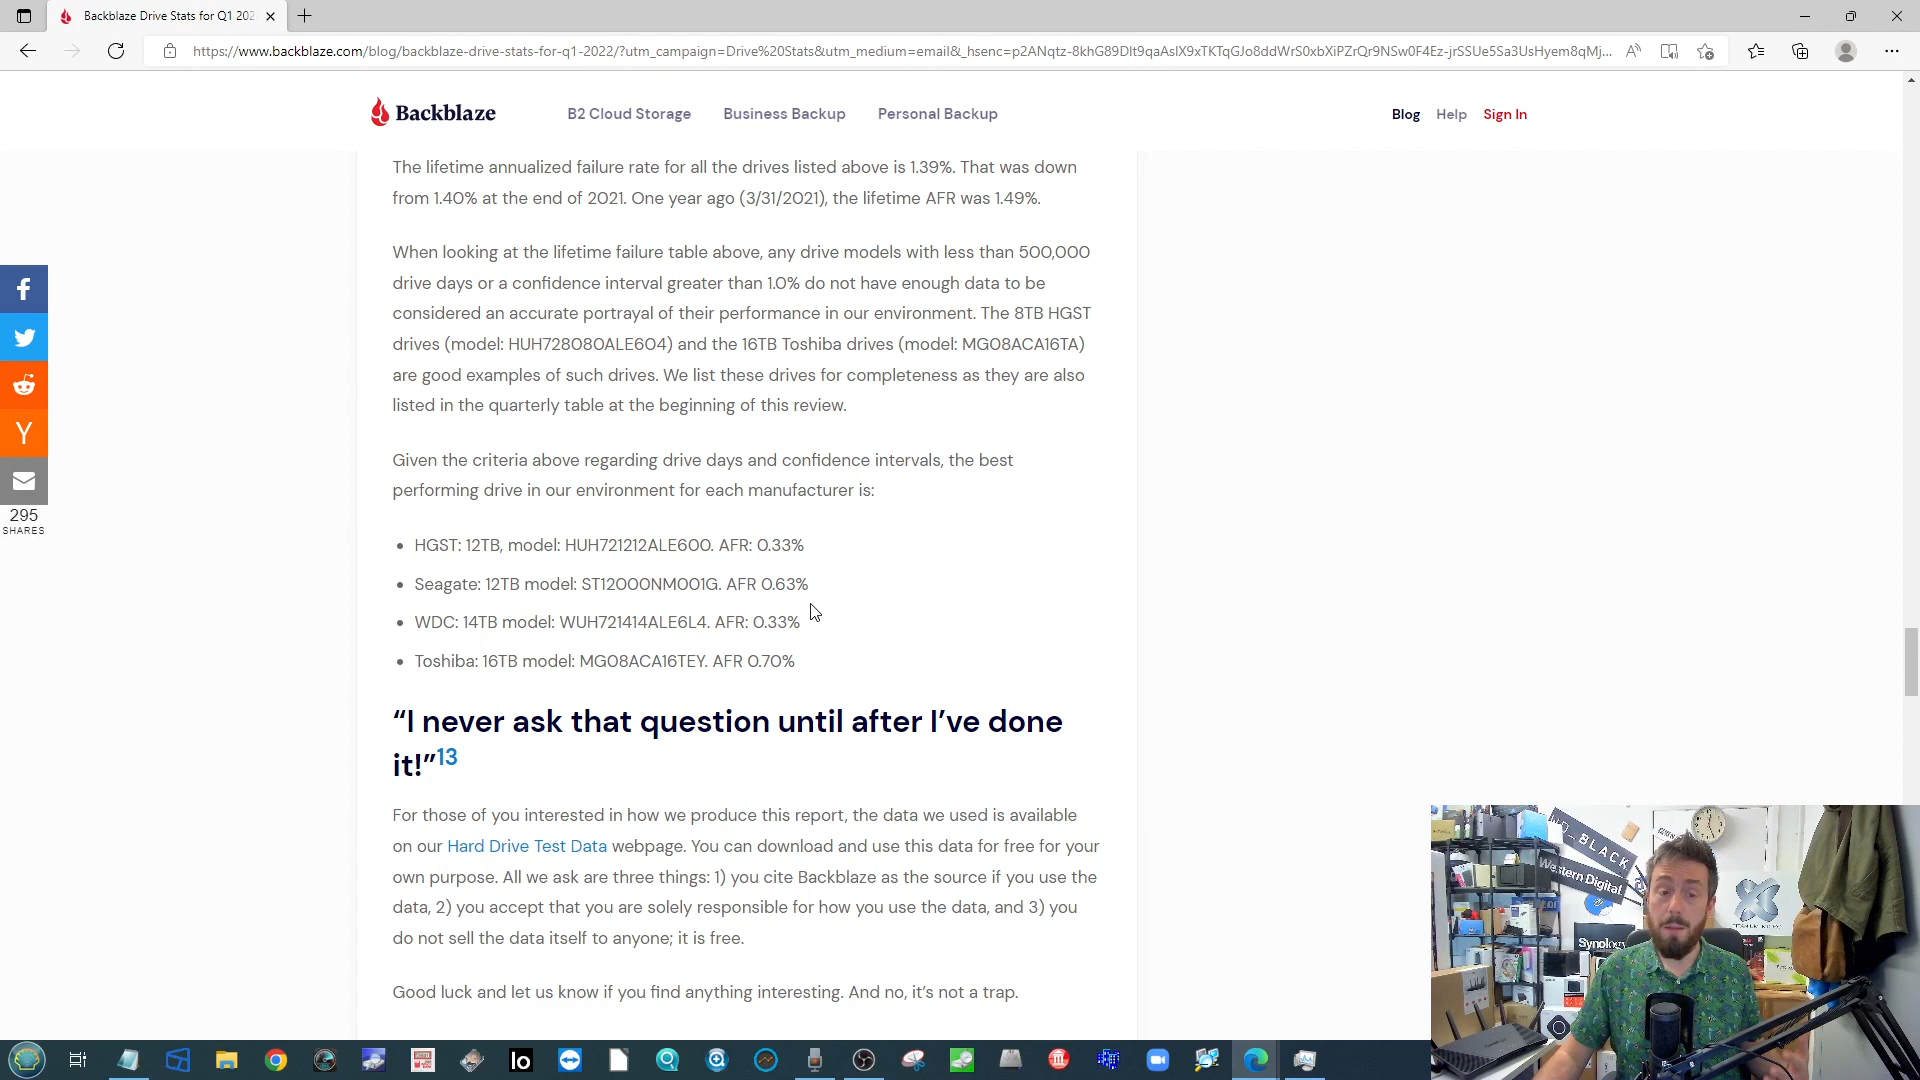 Backblaze Drive Stats for Q1 202
https://www.backblaze.com/blog/backblaze-drive-stats-for-q1-2022/?utm_campaign=Drive%20Stats&utm_medium=email&_hsenc=p2ANqtz-8khG89Dlt9qaAslX9xTKTqGJo8ddWrS0xbXiPZrQr9NSw0F4Ez-jrSSUe5Sa3UsHyem8qMj...
Backblaze
B2 Cloud Storage Business Backup Personal Backup
Blog Help Sign In
The lifetime annualized failure rate for all the drives listed above is 1.39%. That was down
from 1.40% at the end of 2021. One year ago (3/31/2021), the lifetime AFR was 1.49%.
When looking at the lifetime failure table above, any drive models with less than 500,000
drive days or a confidence interval greater than 1.0% do not have enough data to be
considered an accurate portrayal of their performance in our environment. The 8TB HGST
drives (model: HUH728080ALE604) and the 16TB Toshiba drives (model: MG08ACA16TA)
are good examples of such drives. We list these drives for completeness as they are also
listed in the quarterly table at the beginning of this review.
Given the criteria above regarding drive days and confidence intervals, the best
performing drive in our environment for each manufacturer is:
• HGST: 12TB, model: HUH721212ALE600. AFR: 0.33%
• Seagate: 12TB model: ST12000NM001G. AFR 0.63%
• WDC: 14TB model: WUH721414ALE6L4. AFR: 0.33%
• Toshiba: 16TB model: MG08ACA16TEY. AFR 0.70%
“I never ask that question until after I’ve done
it!”13
For those of you interested in how we produce this report, the data we used is available
on our Hard Drive Test Data webpage. You can download and use this data for free for your
own purpose. All we ask are three things: 1) you cite Backblaze as the source if you use the
data, 2) you accept that you are solely responsible for how you use the data, and 3) you
do not sell the data itself to anyone; it is free.
Good luck and let us know if you find anything interesting. And no, it’s not a trap.
295
SHARES
BLACK
Western Digital
Synology
Io